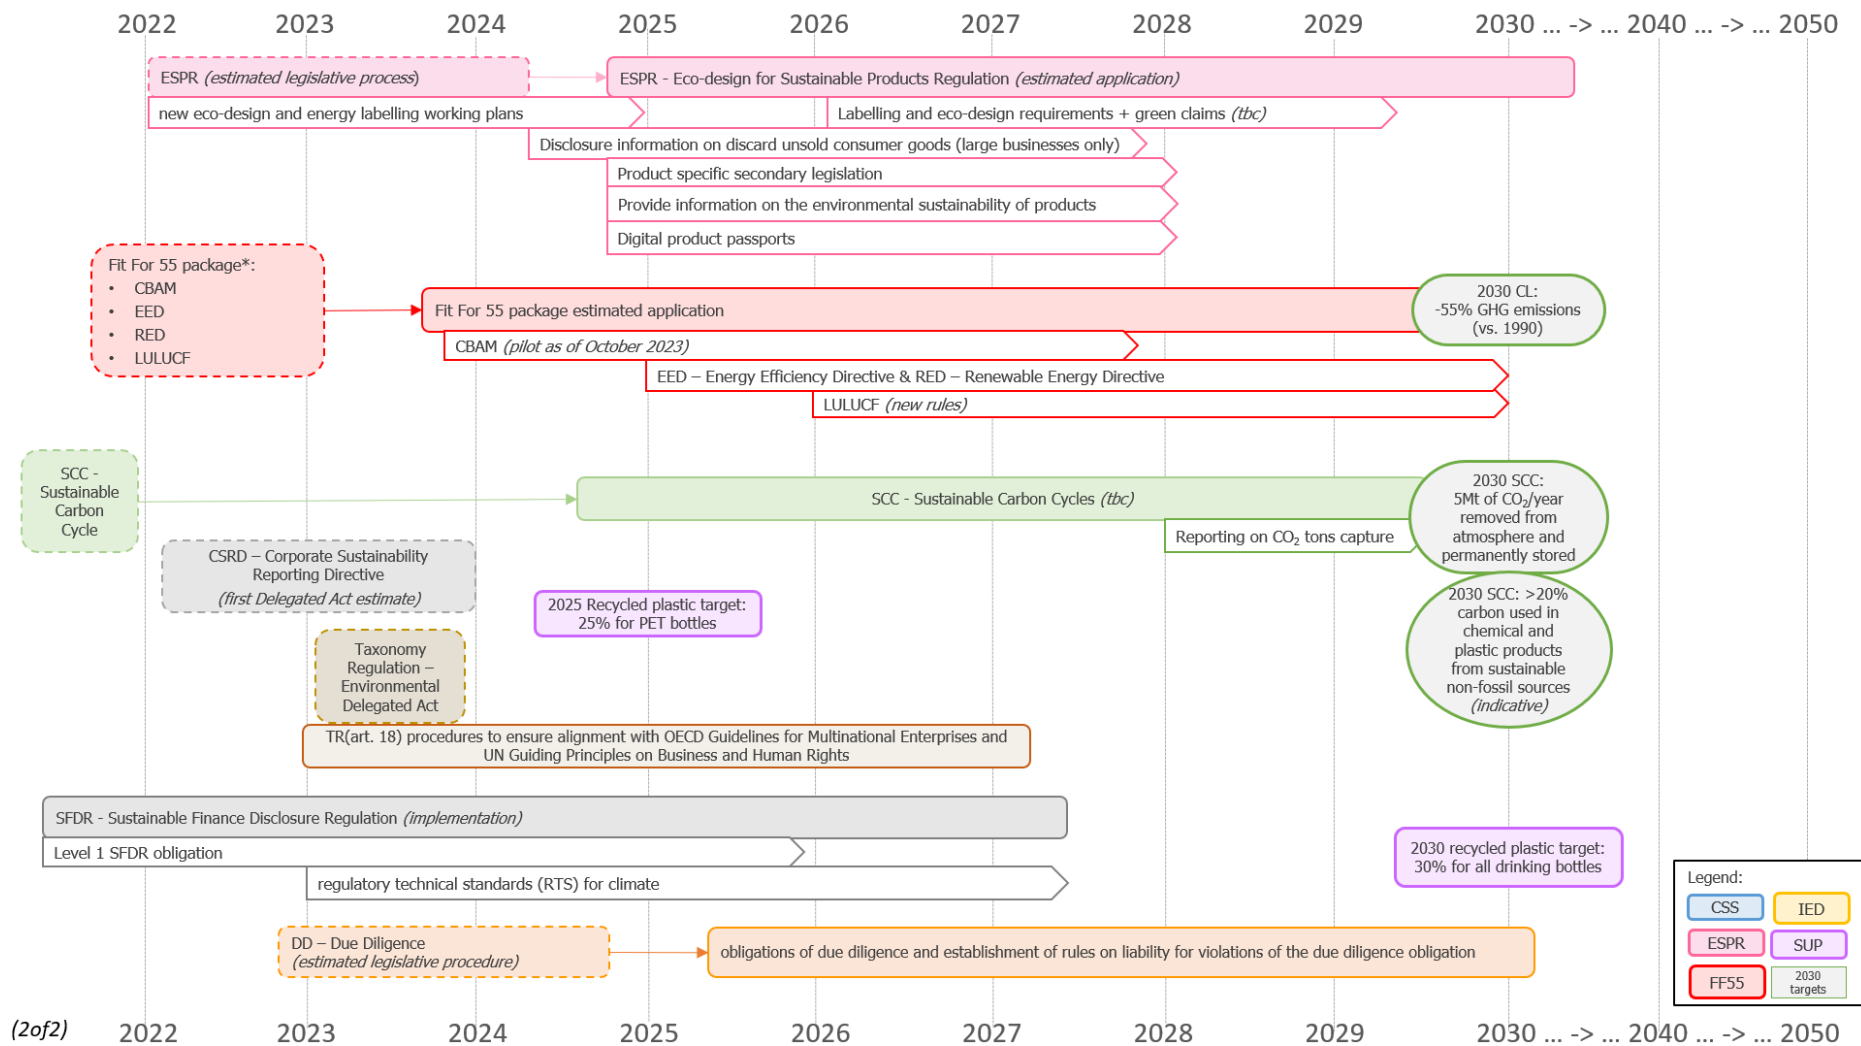 2022 2023 2024 2025 2026 2027 2028 2029 2030 ... -> ... 2040 ... -> ... 2050
ESPR (estimated legislative process)
ESPR - Eco-design for Sustainable Products Regulation (estimated application)
new eco-design and energy labelling working plans
Labelling and eco-design requirements + green claims (tbc)
Disclosure information on discard unsold consumer goods (large businesses only)
Product specific secondary legislation
Provide information on the environmental sustainability of products
Digital product passports
Fit For 55 package*:
• CBAM
• EED
• RED
• LULUCF
Fit For 55 package estimated application
2030 CL:
-55% GHG emissions
(vs. 1990)
CBAM (pilot as of October 2023)
EED – Energy Efficiency Directive & RED – Renewable Energy Directive
LULUCF (new rules)
SCC -
Sustainable
Carbon
Cycle
SCC - Sustainable Carbon Cycles (tbc)
2030 SCC:
5Mt of CO₂/year
removed from
atmosphere and
permanently stored
Reporting on CO₂ tons capture
CSRD – Corporate Sustainability
Reporting Directive
(first Delegated Act estimate)
2025 Recycled plastic target:
25% for PET bottles
2030 SCC: >20%
carbon used in
chemical and
plastic products
from sustainable
non-fossil sources
(indicative)
Taxonomy
Regulation –
Environmental
Delegated Act
TR(art. 18) procedures to ensure alignment with OECD Guidelines for Multinational Enterprises and
UN Guiding Principles on Business and Human Rights
SFDR - Sustainable Finance Disclosure Regulation (implementation)
Level 1 SFDR obligation
regulatory technical standards (RTS) for climate
2030 recycled plastic target:
30% for all drinking bottles
DD – Due Diligence
(estimated legislative procedure)
obligations of due diligence and establishment of rules on liability for violations of the due diligence obligation
Legend:
CSS IED
ESPR SUP
FF55 2030
targets
(2of2)
2022 2023 2024 2025 2026 2027 2028 2029 2030 ... -> ... 2040 ... -> ... 2050